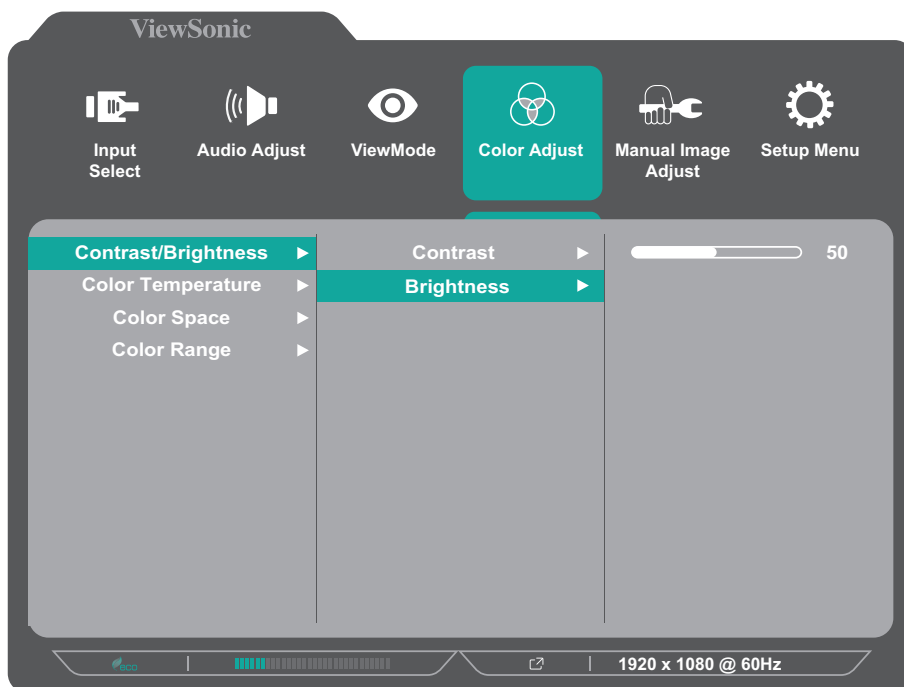 ViewSonic
Input
Select
Audio Adjust
ViewMode
Color Adjust
Manual Image
Adjust
Setup Menu
Contrast/Brightness
Color Temperature
Color Space
Color Range
Contrast
Brightness
50
eco
1920 x 1080 @ 60Hz